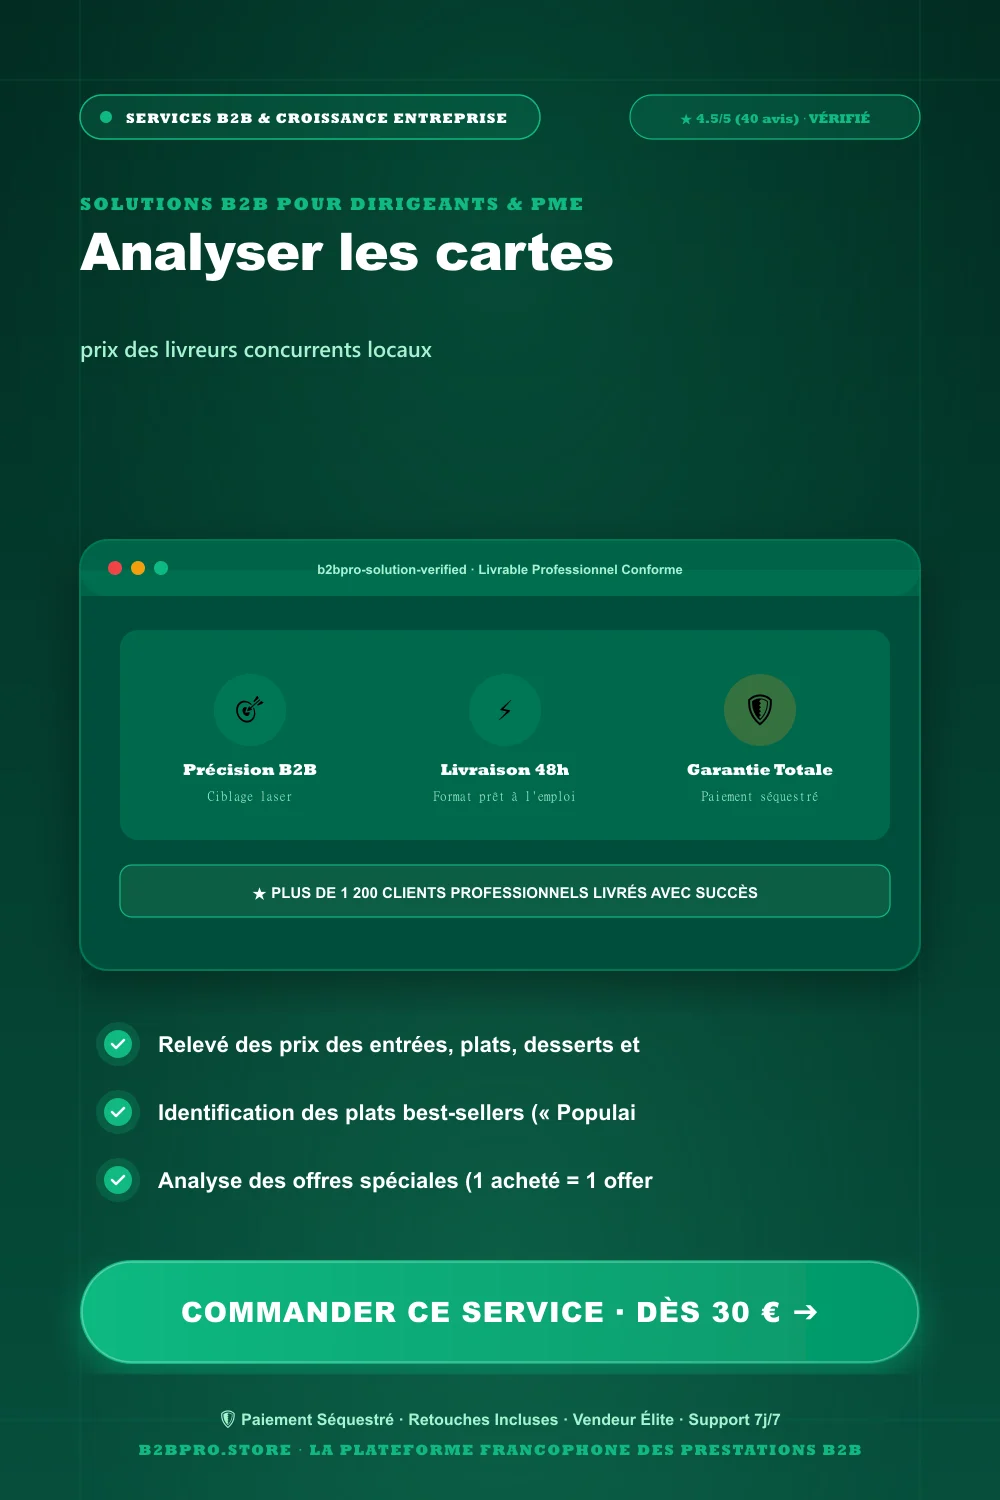 SERVICES B2B & CROISSANCE ENTREPRISE
★ 4.5/5 (40 avis) · VÉRIFIÉ
SOLUTIONS B2B POUR DIRIGEANTS & PME
Analyser les cartes
prix des livreurs concurrents locaux
b2bpro-solution-verified · Livrable Professionnel Conforme
Précision B2B
Ciblage laser
Livraison 48h
Format prêt à l'emploi
Garantie Totale
Paiement séquestré
★ PLUS DE 1 200 CLIENTS PROFESSIONNELS LIVRÉS AVEC SUCCÈS
Relevé des prix des entrées, plats, desserts et
Identification des plats best-sellers (« Populai
Analyse des offres spéciales (1 acheté = 1 offer
COMMANDER CE SERVICE · DÈS 30 € →
Paiement Séquestré · Retouches Incluses · Vendeur Élite · Support 7j/7
B2BPRO.STORE · LA PLATEFORME FRANCOPHONE DES PRESTATIONS B2B